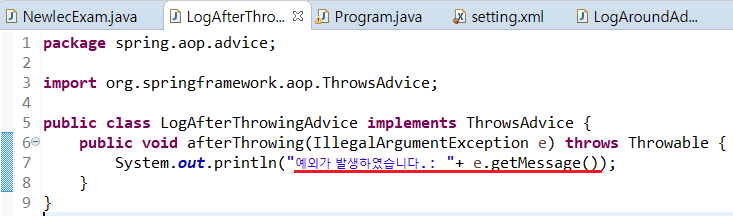 NewlecExam.java LogAfterThro... Program.java setting.xml LogAroundAd...
1 package spring.aop.advice;
2
3 import org.springframework.aop.ThrowsAdvice;
4
5 public class LogAfterThrowingAdvice implements ThrowsAdvice {
6 public void afterThrowing(IllegalArgumentException e) throws Throwable {
7 System.out.println("예외가 발생하였습니다.: "+ e.getMessage());
8 }
9 }